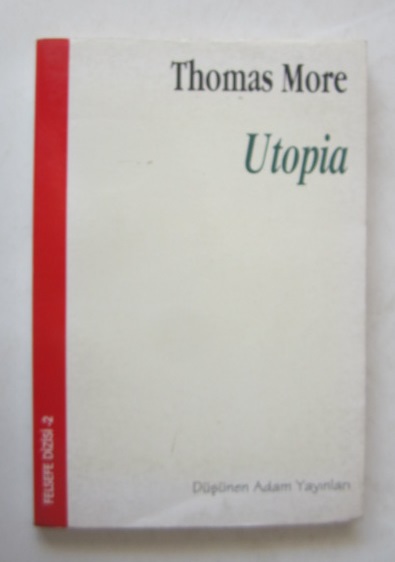 Thomas More
Utopia
FELSEFE DİZİSİ -2
Düşünen Adam Yayınları